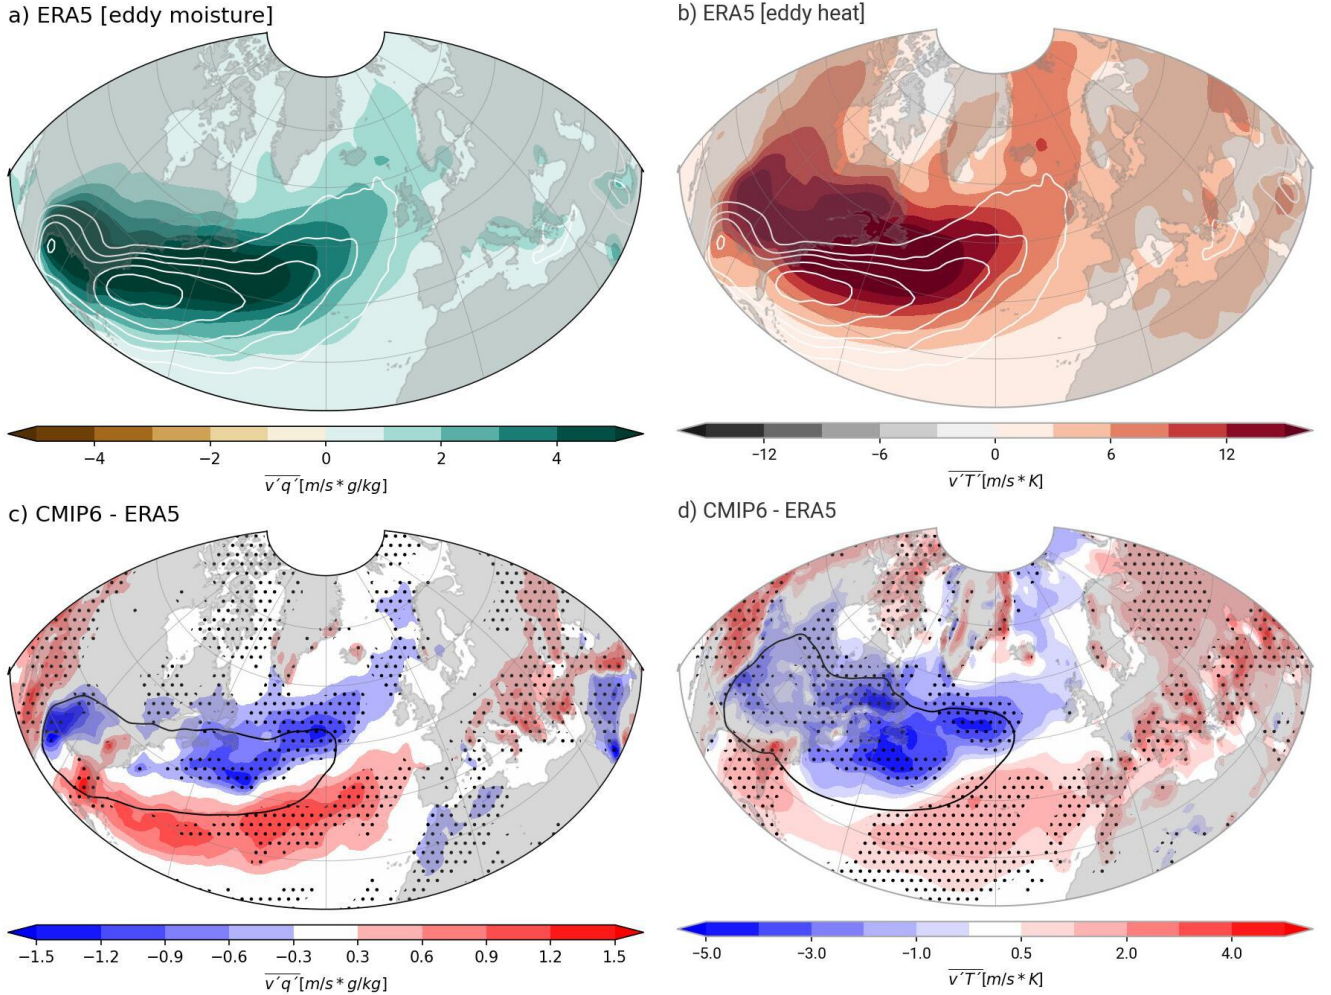 a) ERA5 [eddy moisture]
b) ERA5 [eddy heat]
−4 −2 0 2 4
v´q´[m/s*g/kg]
−12 −6 0 6 12
v´T´[m/s*K]
c) CMIP6 - ERA5
d) CMIP6 - ERA5
−1.5 −1.2 −0.9 −0.6 −0.3 0.3 0.6 0.9 1.2 1.5
v´q´[m/s*g/kg]
−5.0 −3.0 −1.0 0.5 2.0 4.0
v´T´[m/s*K]